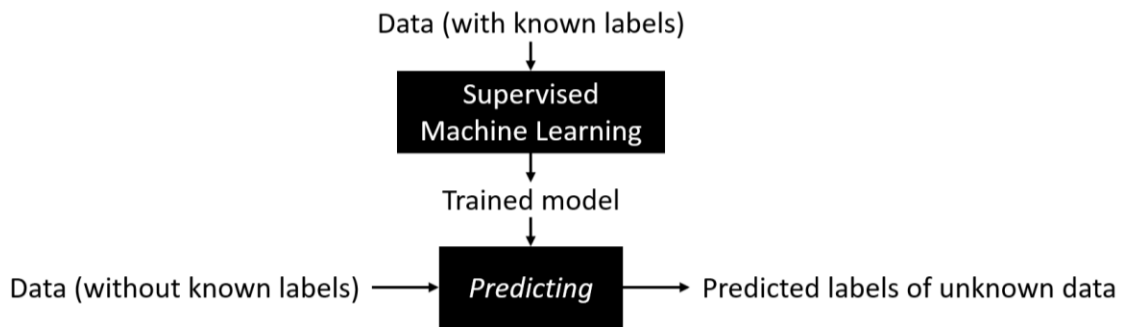 Data (with known labels)
Supervised
Machine Learning
Trained model
Data (without known labels)
Predicting
Predicted labels of unknown data